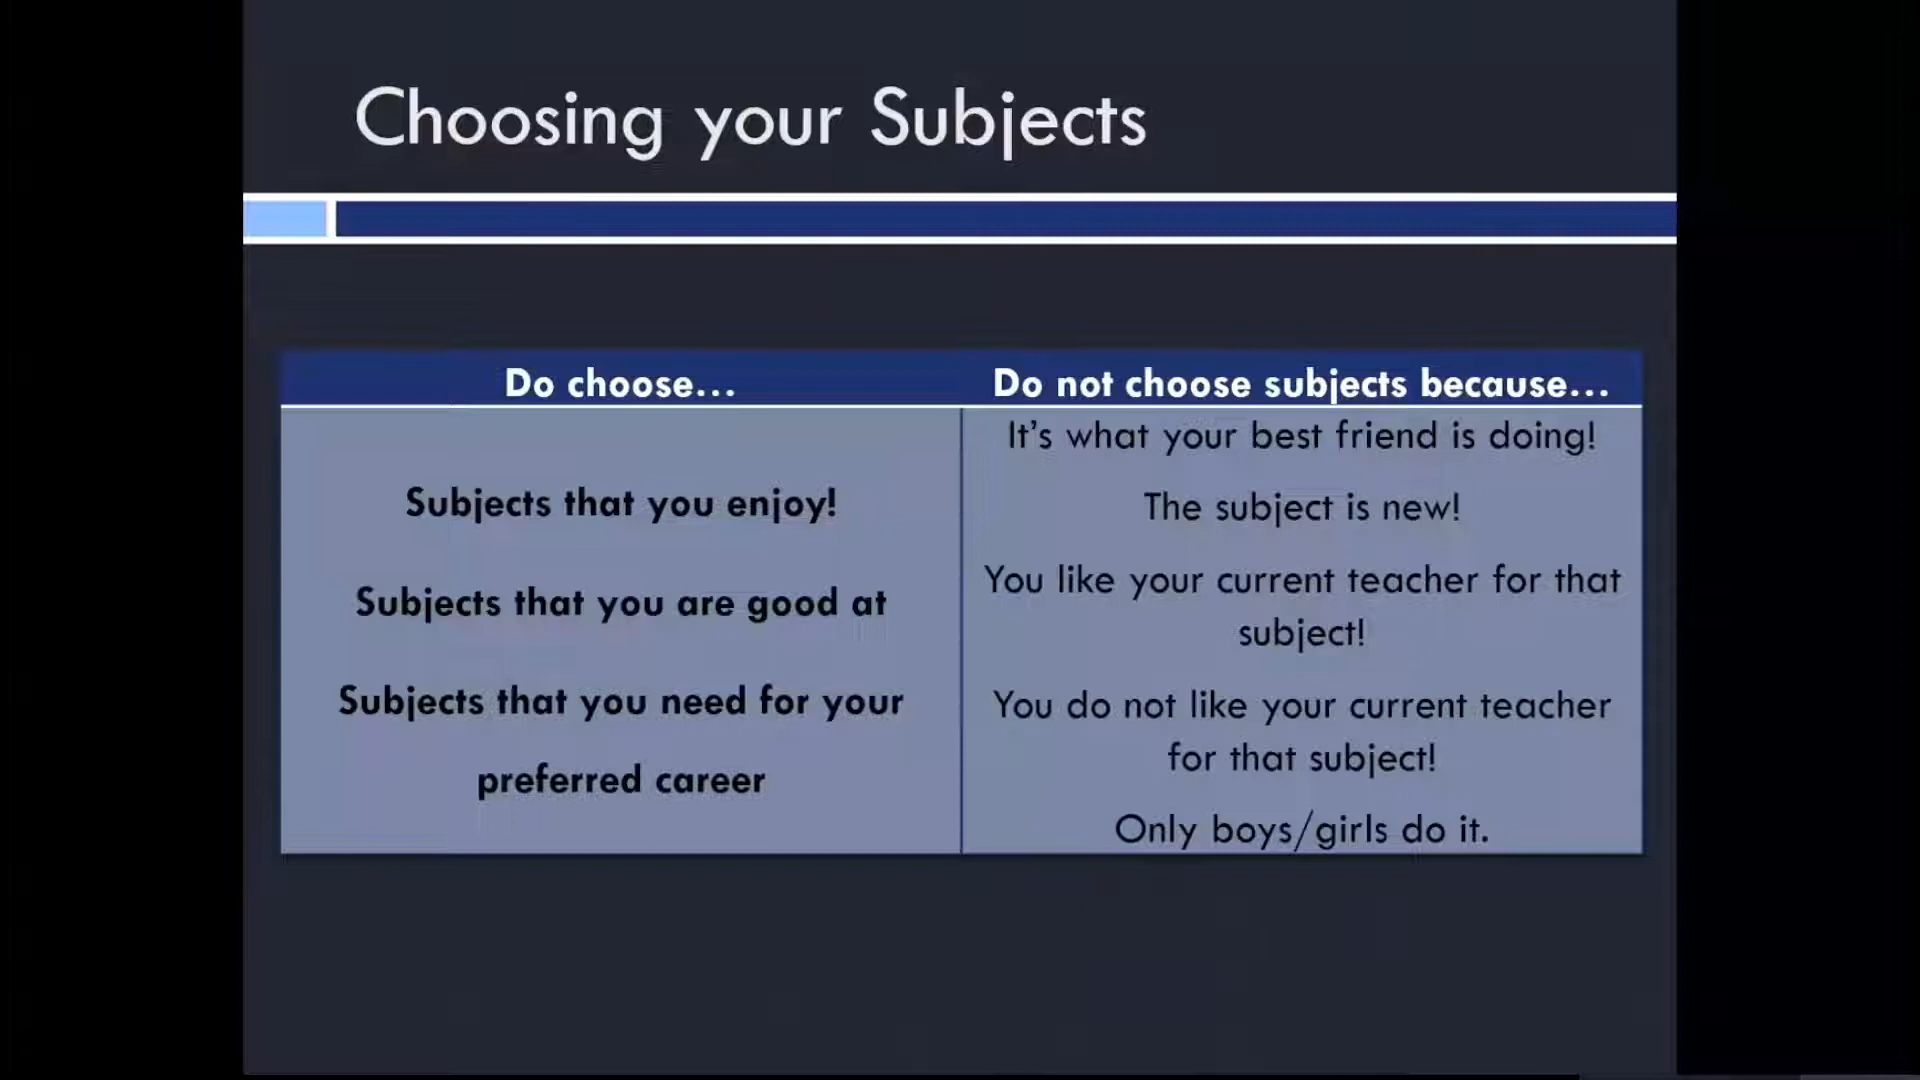 Choosing your Subjects
Do choose...
Subjects that you enjoy!
Subjects that you are good at
Subjects that you need for your
preferred career
Do not choose subjects because...
It's what your best friend is doing!
The subject is new!
You like your current teacher for that
subject!
You do not like your current teacher
for that subject!
Only boys/girls do it.